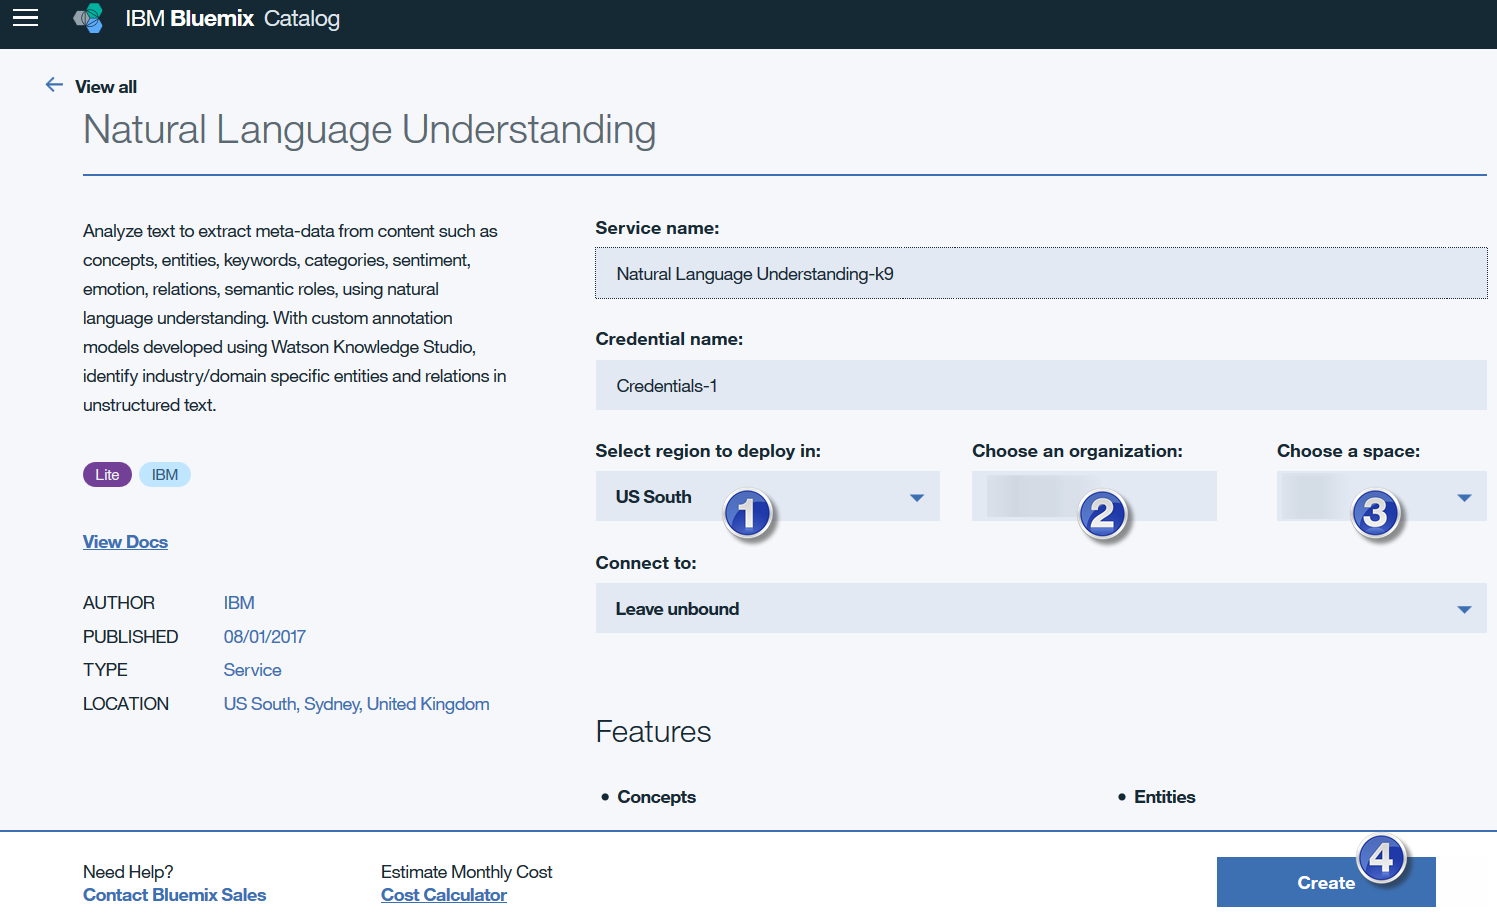 IBM Bluemix Catalog
View all
Natural Language Understanding
Analyze text to extract meta-data from content such as
concepts, entities, keywords, categories, sentiment,
emotion, relations, semantic roles, using natural
language understanding. With custom annotation
models developed using Watson Knowledge Studio,
identify industry/domain specific entities and relations in
unstructured text.
Lite IBM
View Docs
AUTHOR IBM
PUBLISHED 08/01/2017
TYPE Service
LOCATION US South, Sydney, United Kingdom
Service name:
Natural Language Understanding-k9
Credential name:
Credentials-1
Select region to deploy in: Choose an organization: Choose a space:
US South 1 2 3
Connect to:
Leave unbound
Features
• Concepts • Entities
Need Help?
Contact Bluemix Sales
Estimate Monthly Cost
Cost Calculator
4
Create